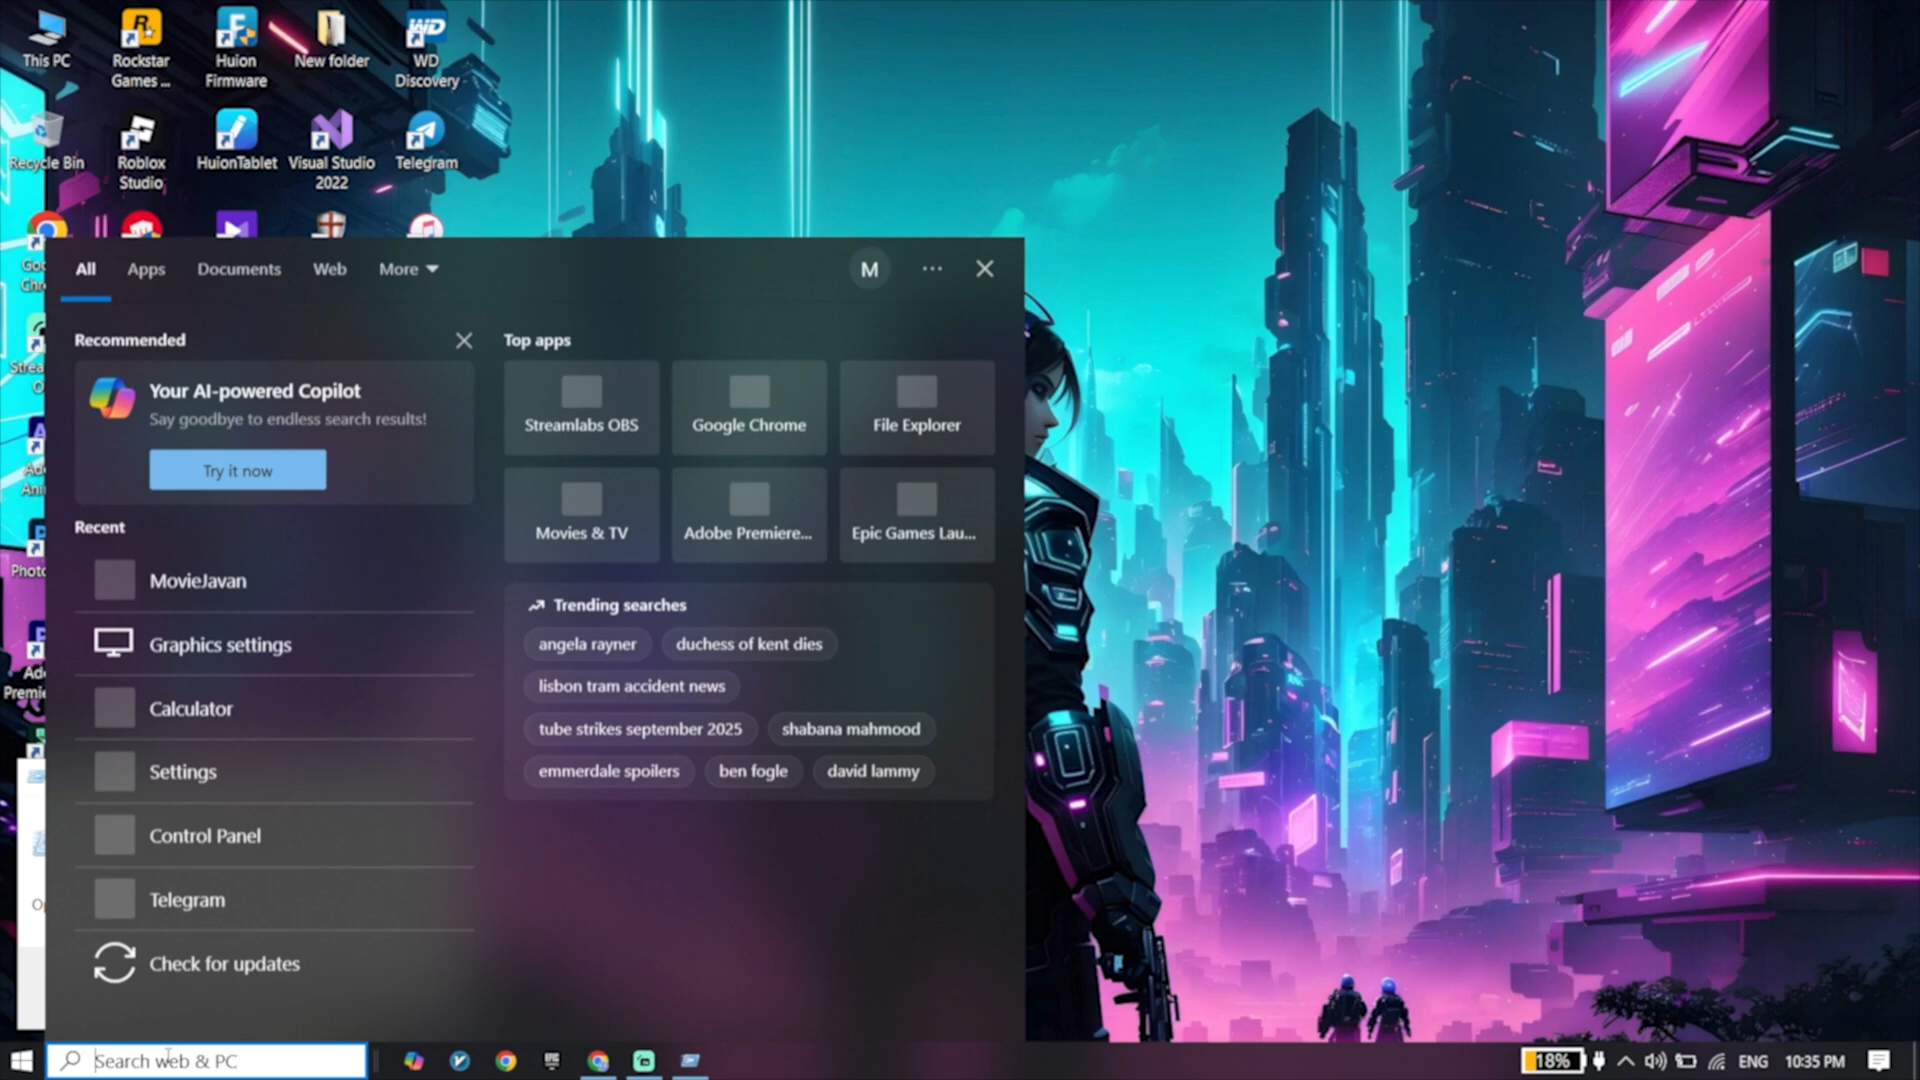 This PC
Rockstar
Games ...
Huion
Firmware
New folder
WD
WD
Discovery
Recycle Bin
Roblox
Studio
HuionTablet
Visual Studio
2022
Telegram
All
Apps
Documents
Web
More
M
Recommended
Your AI-powered Copilot
Say goodbye to endless search results!
Try it now
Recent
MovieJavan
Graphics settings
Calculator
Settings
Control Panel
Telegram
Check for updates
Top apps
Streamlabs OBS
Google Chrome
File Explorer
Movies & TV
Adobe Premiere...
Epic Games Lau...
Trending searches
angela rayner
duchess of kent dies
lisbon tram accident news
tube strikes september 2025
shabana mahmood
emmerdale spoilers
ben fogle
david lammy
Search web & PC
18%
ENG
10:35 PM